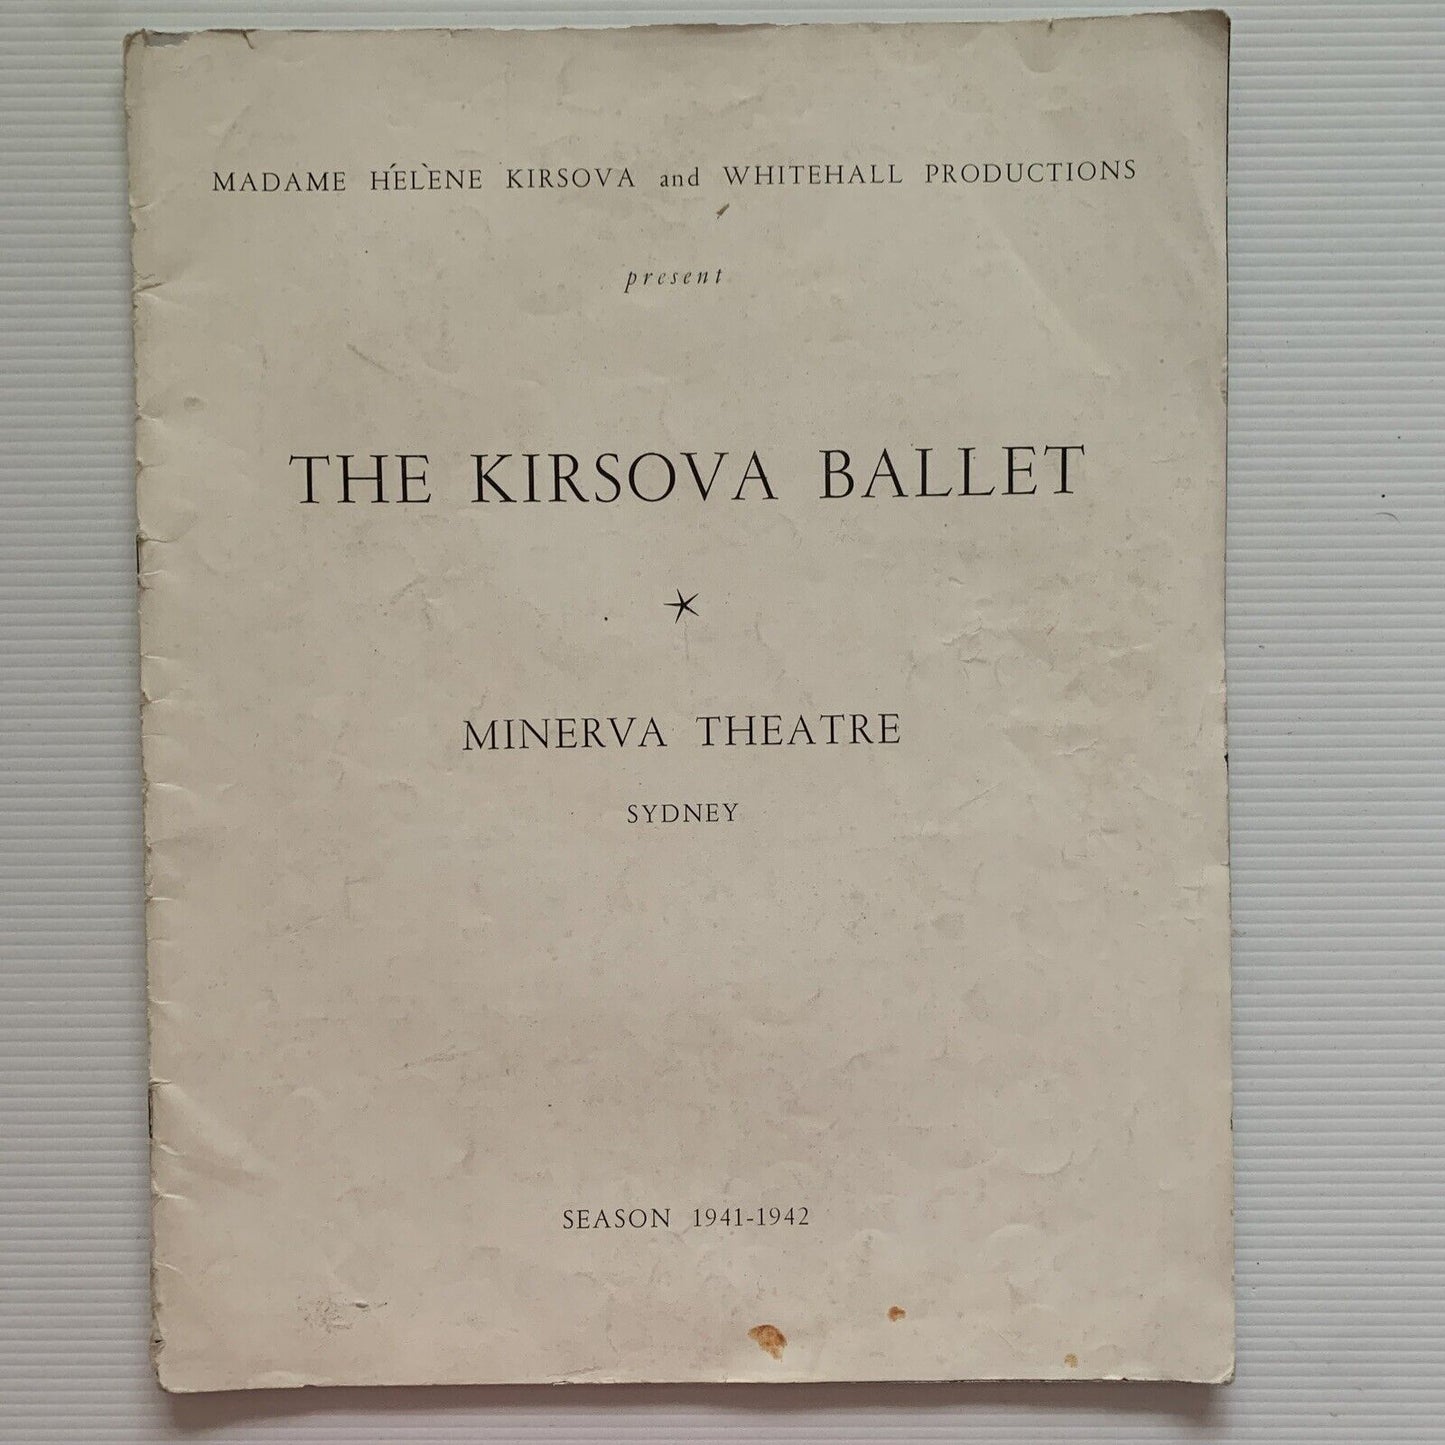 MADAME HÉLÈNE KIRSOVA and WHITEHALL PRODUCTIONS
present
THE KIRSOVA BALLET
MINERVA THEATRE
SYDNEY
SEASON 1941-1942